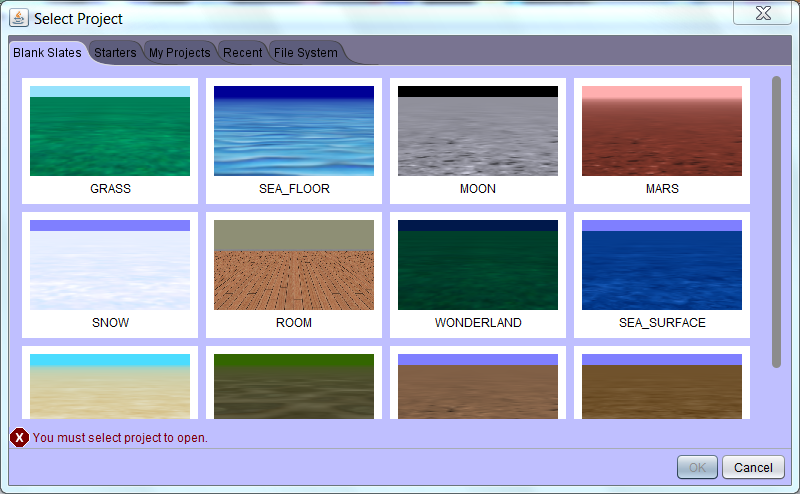 Select Project
Blank Slates Starters My Projects Recent File System
GRASS SEA_FLOOR MOON MARS
SNOW ROOM WONDERLAND SEA_SURFACE
X You must select project to open.
OK Cancel